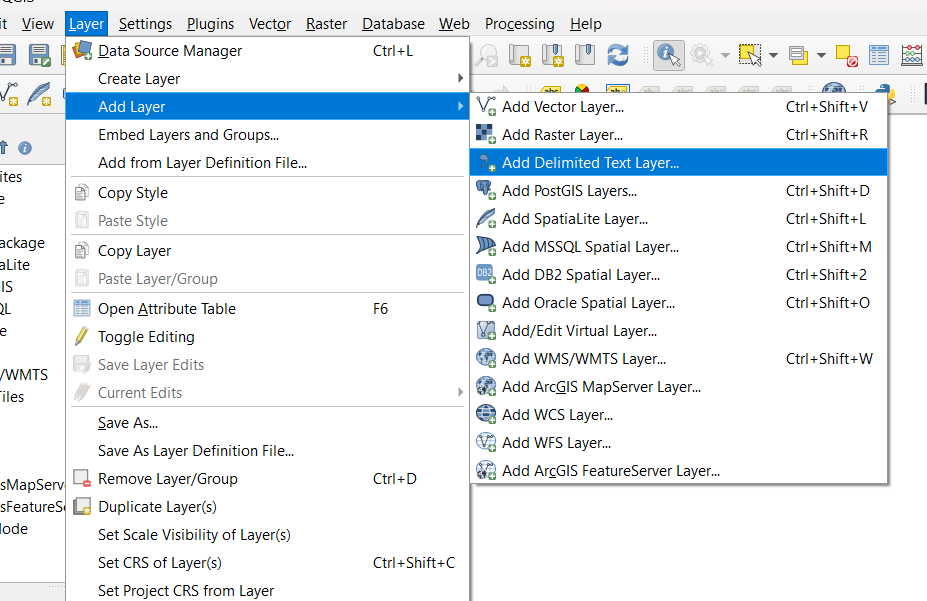 View Layer Settings Plugins Vector Raster Database Web Processing Help
Data Source Manager Ctrl+L
Create Layer
Add Layer
Embed Layers and Groups...
Add from Layer Definition File...
Copy Style
Paste Style
Copy Layer
Paste Layer/Group
Open Attribute Table F6
Toggle Editing
Save Layer Edits
Current Edits
Save As...
Save As Layer Definition File...
Remove Layer/Group Ctrl+D
Duplicate Layer(s)
Set Scale Visibility of Layer(s)
Set CRS of Layer(s) Ctrl+Shift+C
Set Project CRS from Layer
Add Vector Layer... Ctrl+Shift+V
Add Raster Layer... Ctrl+Shift+R
Add Delimited Text Layer...
Add PostGIS Layers... Ctrl+Shift+D
Add SpatiaLite Layer... Ctrl+Shift+L
Add MSSQL Spatial Layer... Ctrl+Shift+M
DB2 Add DB2 Spatial Layer... Ctrl+Shift+2
Add Oracle Spatial Layer... Ctrl+Shift+O
Add/Edit Virtual Layer...
Add WMS/WMTS Layer... Ctrl+Shift+W
Add ArcGIS MapServer Layer...
Add WCS Layer...
Add WFS Layer...
Add ArcGIS FeatureServer Layer...
ites
e
ackage
aLite
IS
QL
e
/WMTS
Tiles
sMapServ
sFeatureSe
Node